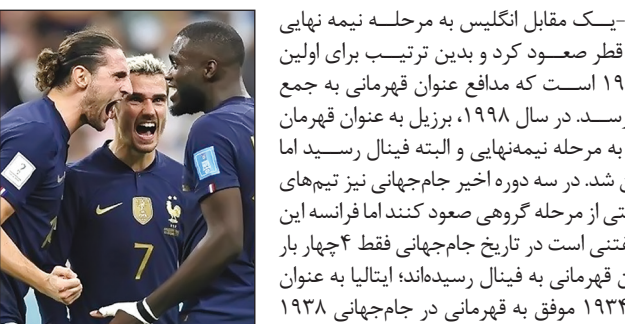 -یک مقابل انگلیس به مرحله نیمه نهایی
قطر صعود کرد و بدین ترتیب برای اولین
است که مدافع عنوان قهرمانی به جمع
رسد. در سال ۱۹۹۸، برزیل به عنوان قهرمان
به مرحله نیمه‌نهایی و البته فینال رسید اما
شد. در سه دوره اخیر جام‌جهانی نیز تیم‌های
از مرحله گروهی صعود کنند اما فرانسه این
است در تاریخ جام‌جهانی فقط ۴چهار بار
قهرمانی به فینال رسیده‌اند؛ ایتالیا به عنوان
۱۹۳۴ موفق به قهرمانی در جام‌جهانی ۱۹۳۸
7